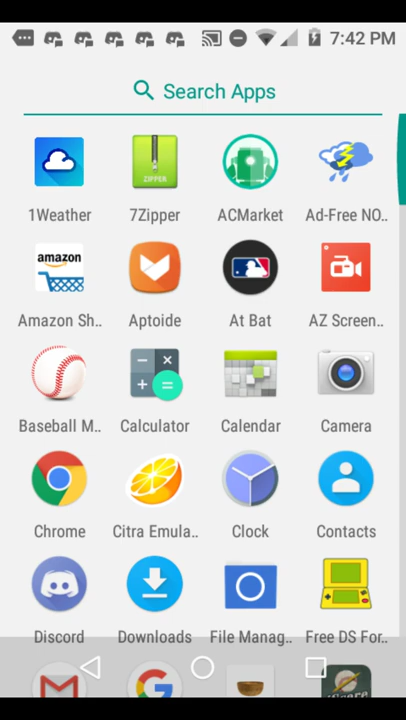 7:42 PM
Search Apps
ZIPPER
1Weather 7Zipper ACMarket Ad-Free NO..
amazon
Amazon Sh.. Aptoide At Bat AZ Screen..
Baseball M.. Calculator Calendar Camera
Chrome Citra Emula.. Clock Contacts
Discord Downloads File Manag.. Free DS For..